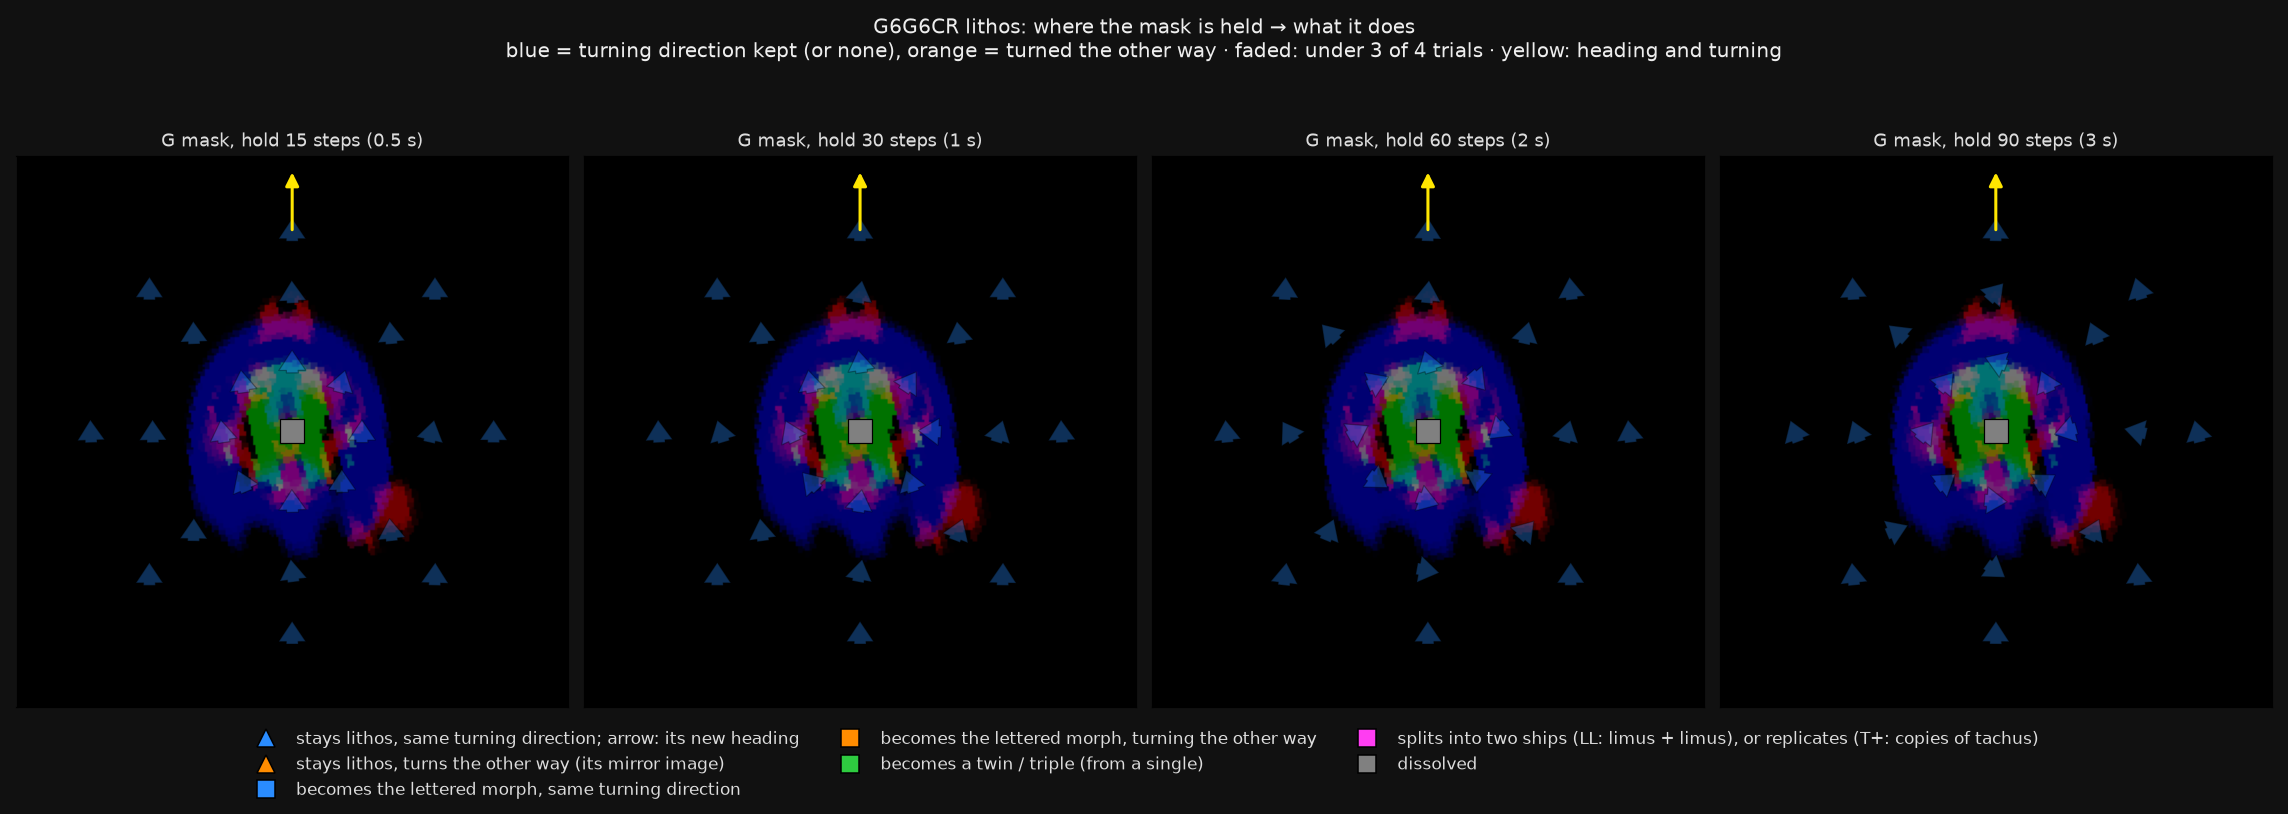 G6G6CR lithos: where the mask is held → what it does
blue = turning direction kept (or none), orange = turned the other way · faded: under 3 of 4 trials · yellow: heading and turning
G mask, hold 15 steps (0.5 s)
G mask, hold 30 steps (1 s)
G mask, hold 60 steps (2 s)
G mask, hold 90 steps (3 s)
stays lithos, same turning direction; arrow: its new heading
stays lithos, turns the other way (its mirror image)
becomes the lettered morph, same turning direction
becomes the lettered morph, turning the other way
becomes a twin / triple (from a single)
splits into two ships (LL: limus + limus), or replicates (T+: copies of tachus)
dissolved